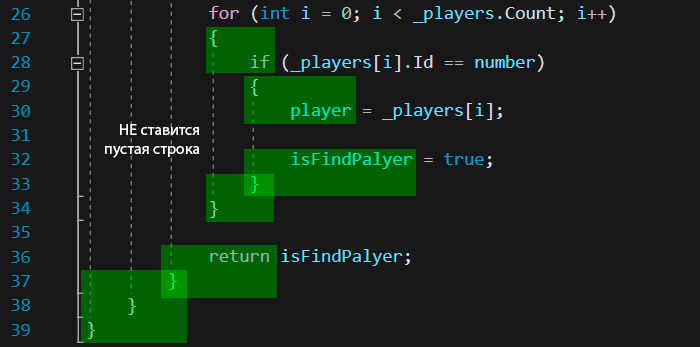 26 for (int i = 0; i < _players.Count; i++)
27 {
28 if (_players[i].Id == number)
29 {
30 player = _players[i];
НЕ ставится
31
пустая строка
32 isFindPalyer = true;
33 }
34 }
35
36 return isFindPalyer;
37 }
38 }
39 }